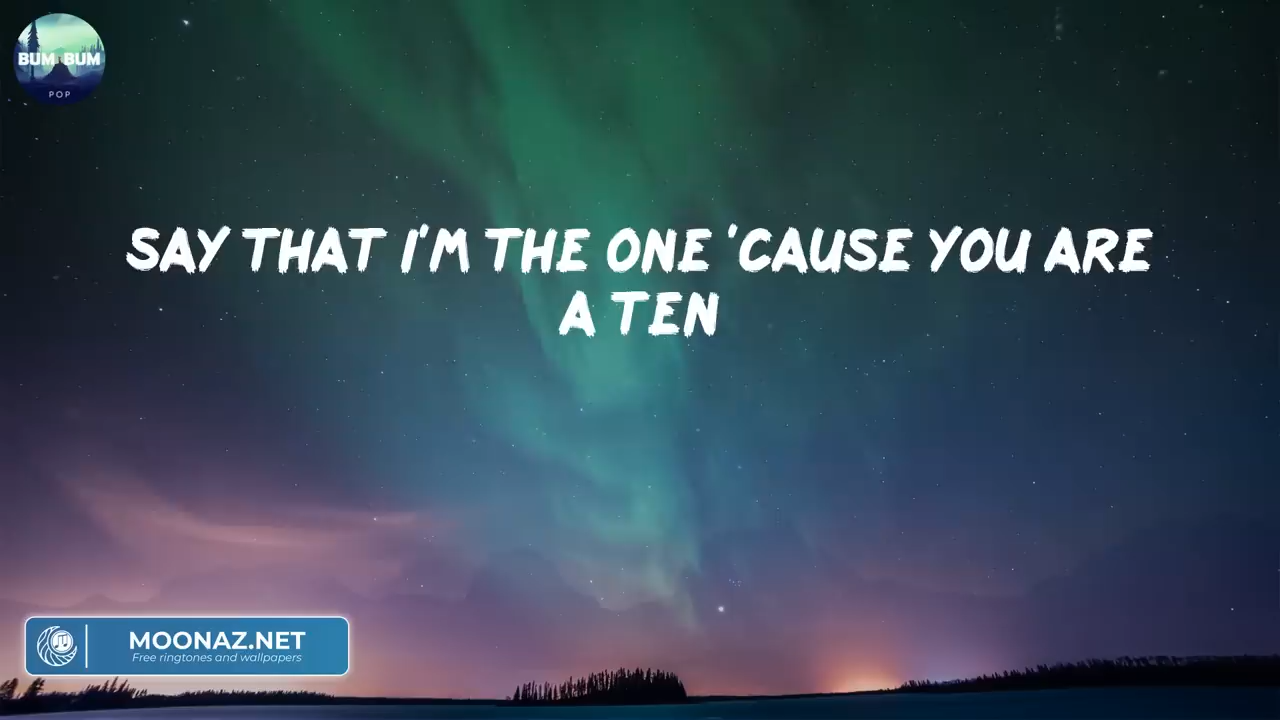 BUM BUM
POP
SAY THAT I'M THE ONE 'CAUSE YOU ARE
A TEN
MOONAZ.NET
Free ringtones and wallpapers